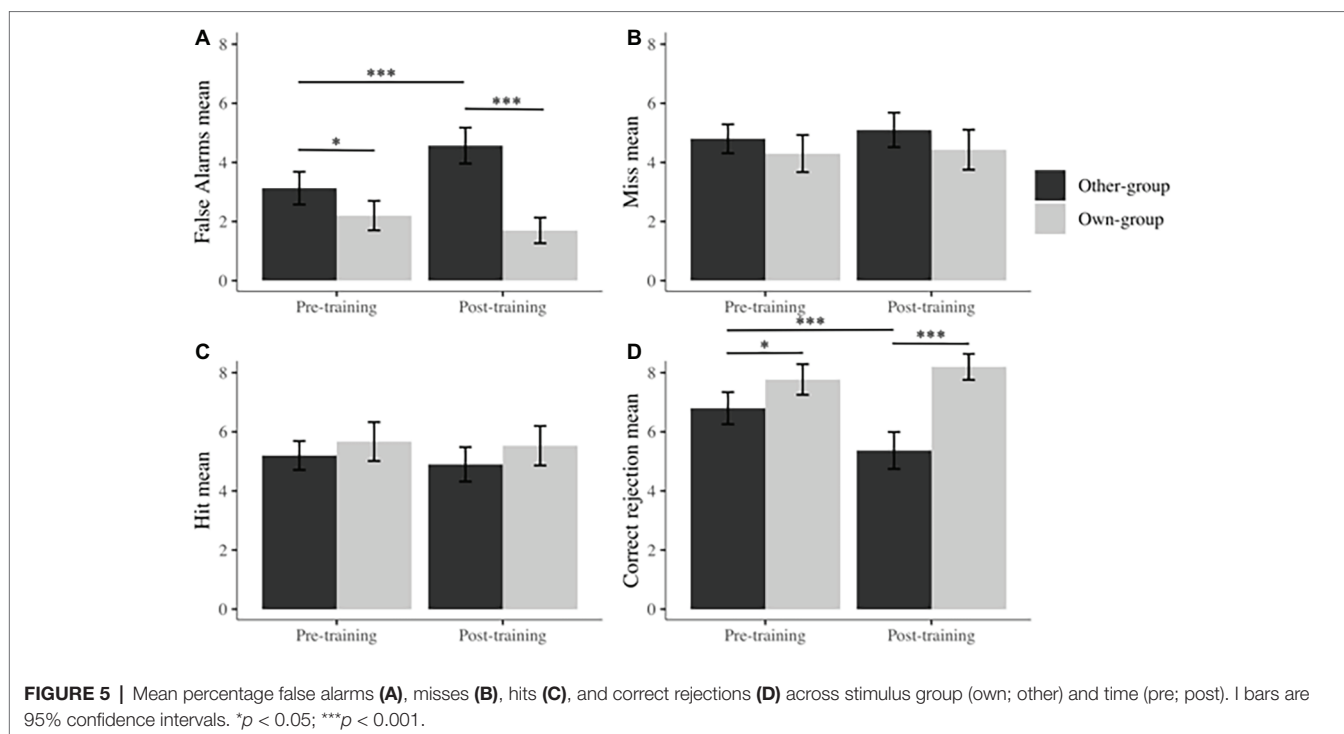 A
8
6
4
2
0
False Alarms mean
***
*
***
Pre-training
Post-training
B
8
6
4
2
0
Miss mean
Pre-training
Post-training
Other-group
Own-group
C
8
6
4
2
0
Hit mean
Pre-training
Post-training
D
8
6
4
2
0
Correct rejection mean
***
*
***
Pre-training
Post-training
FIGURE 5 | Mean percentage false alarms (A), misses (B), hits (C), and correct rejections (D) across stimulus group (own; other) and time (pre; post). I bars are
95% confidence intervals. *p < 0.05; ***p < 0.001.